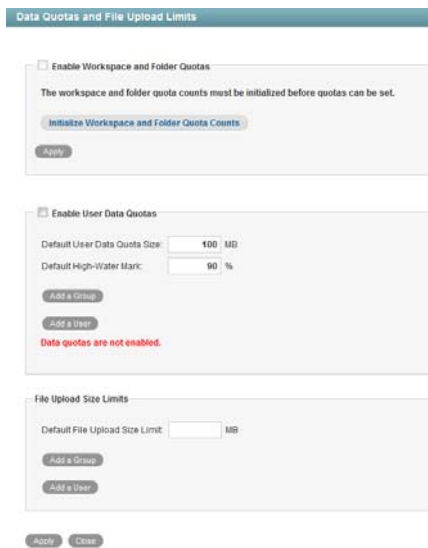 Data Quotas and File Upload Limits
Enable Workspace and Folder Quotas
The workspace and folder quota counts must be initialized before quotas can be set.
Initialize Workspace and Folder Quota Counts
Apply
Enable User Data Quotas
Default User Data Quota Size: 100 MB
Default High-Water Mark: 90 %
Add a Group
Add a User
Data quotas are not enabled.
File Upload Size Limits
Default File Upload Size Limit: MB
Add a Group
Add a User
Apply Close